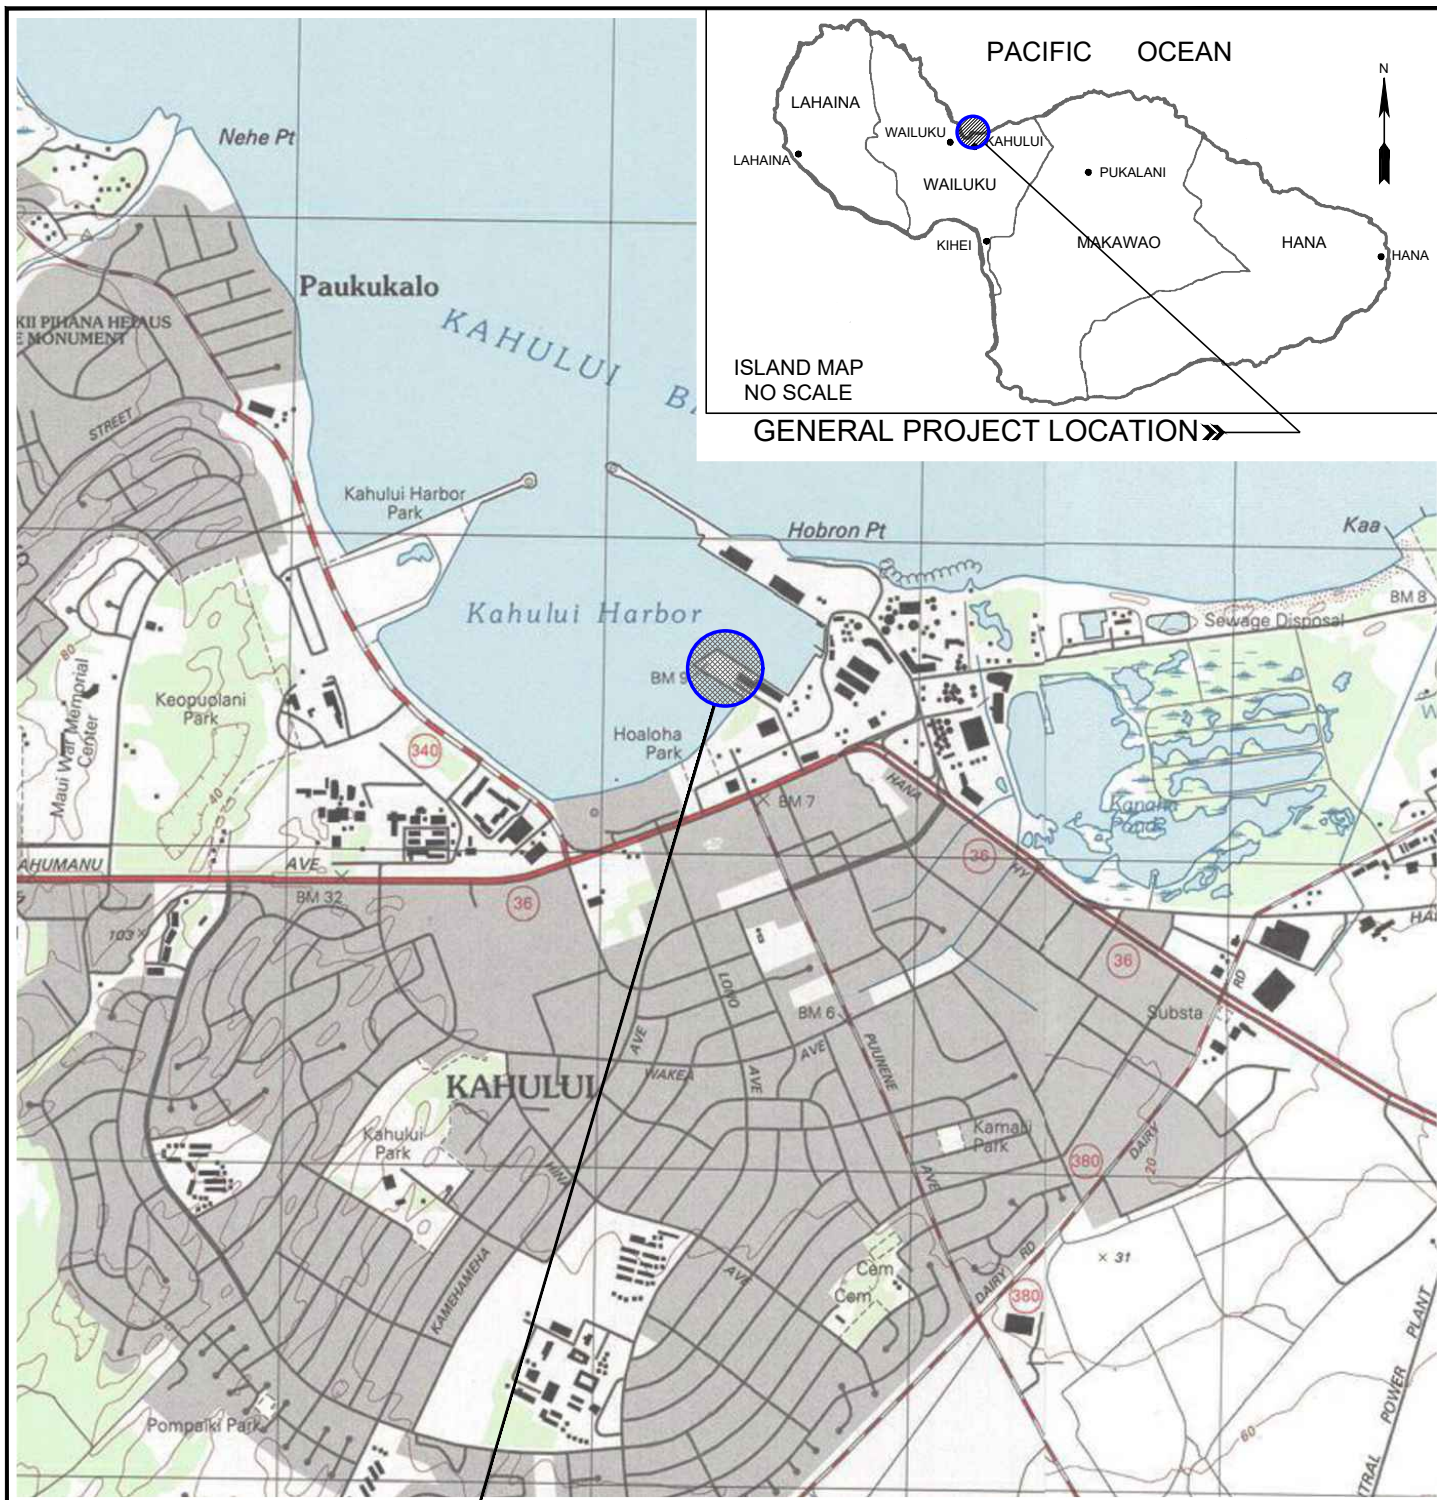 PACIFIC OCEAN
N
LAHAINA
WAILUKU
KAHULUI
LAHAINA
PUKALANI
WAILUKU
KIHEI
MAKAWAO
HANA
HANA
ISLAND MAP
NO SCALE
GENERAL PROJECT LOCATION
Nehe Pt
Paukukalo
KII PIHANA HEIAUS
E MONUMENT
KAHULUI
STREET
Kahului Harbor
Park
Hobron Pt
Kaa
BM 8
Sewage Disposal
Kahului Harbor
BM 9
80
Maui War Memorial
Center
Keopuolani
Park
Hoaloha
Park
340
40
HANA
BM 7
Kanaha
Pond
AHUMANU
AVE
BM 32
36
36
HY
103
LONO
AVE
36
RD
Substa
BM 6
AVE
AVE
PUUNENE
WAKEA
KAHULUI
Kahului
Park
HINA
Kamalii
Park
380
DAIRY
20
AVE
KAMEHAMEHA
AVE
Cem
Cem
DAIRY
RD
380
31
PLANT
POWER
Pompaiki Park
60
TRAL